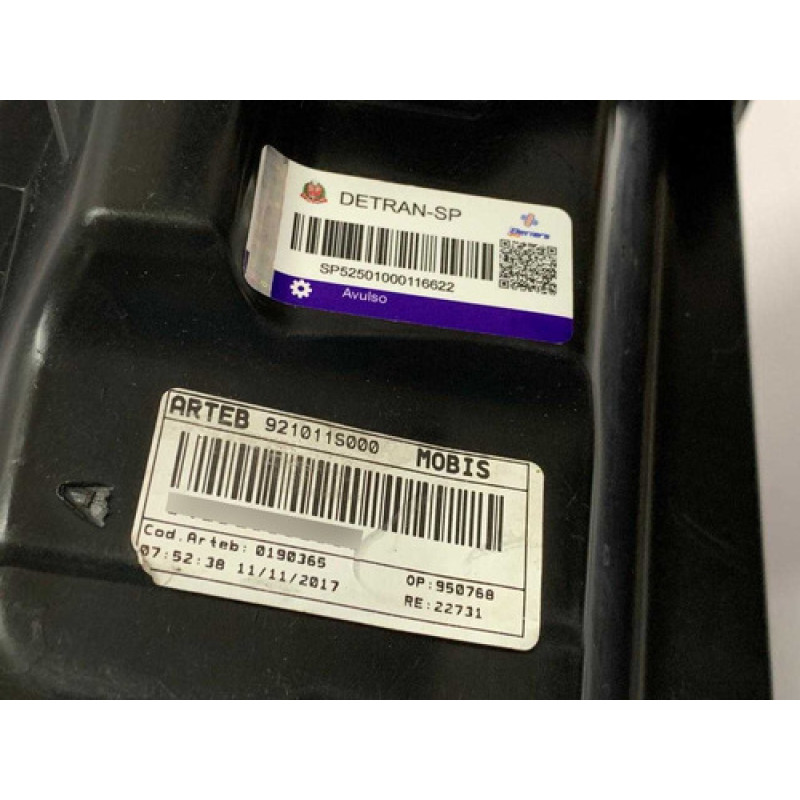 DETRAN-SP
SP52501000116622
Avulso
ARTEB 921011S000 MOBIS
Cod.Arteb: 0190365
07:52:38 11/11/2017
OP:950768
RE:22731